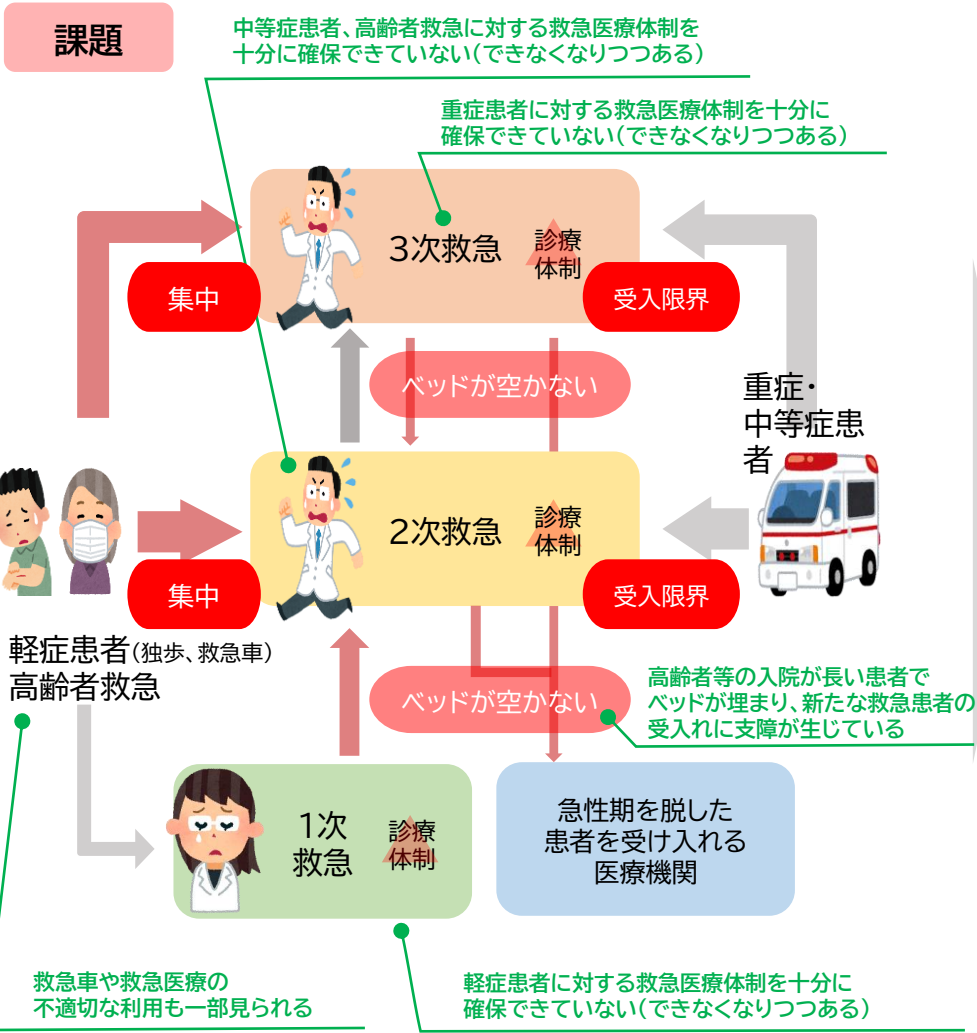 課題
中等症患者、高齢者救急に対する救急医療体制を
十分に確保できていない(できなくなりつつある)
重症患者に対する救急医療体制を十分に
確保できていない(できなくなりつつある)
3次救急
診療
体制
集中
受入限界
ベッドが空かない
重症・
中等症患
者
2次救急
診療
体制
集中
受入限界
軽症患者(独歩、救急車)
高齢者救急
ベッドが空かない
高齢者等の入院が長い患者で
ベッドが埋まり、新たな救急患者の
受入れに支障が生じている
1次
救急
診療
体制
急性期を脱した
患者を受け入れる
医療機関
救急車や救急医療の
不適切な利用も一部見られる
軽症患者に対する救急医療体制を十分に
確保できていない(できなくなりつつある)